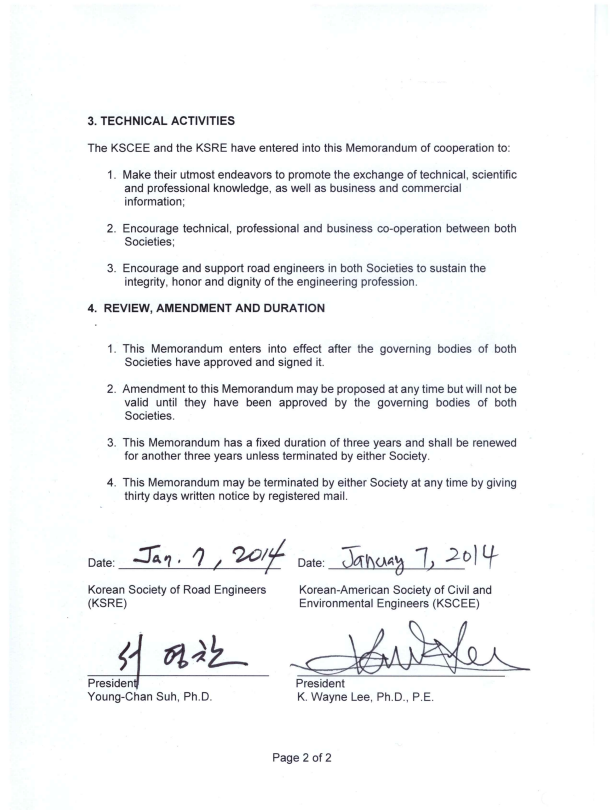 3. TECHNICAL ACTIVITIES
The KSCEE and the KSRE have entered into this Memorandum of cooperation to:
1. Make their utmost endeavors to promote the exchange of technical, scientific
and professional knowledge, as well as business and commercial
information;
2. Encourage technical, professional and business co-operation between both
Societies;
3. Encourage and support road engineers in both Societies to sustain the
integrity, honor and dignity of the engineering profession.
4. REVIEW, AMENDMENT AND DURATION
1. This Memorandum enters into effect after the governing bodies of both
Societies have approved and signed it.
2. Amendment to this Memorandum may be proposed at any time but will not be
valid until they have been approved by the governing bodies of both
Societies.
3. This Memorandum has a fixed duration of three years and shall be renewed
for another three years unless terminated by either Society.
4. This Memorandum may be terminated by either Society at any time by giving
thirty days written notice by registered mail.
Date: Jan. 7, 2014 Date: January 7, 2014
Korean Society of Road Engineers Korean-American Society of Civil and
(KSRE) Environmental Engineers (KSCEE)
서 영찬
President President
Young-Chan Suh, Ph.D. K. Wayne Lee, Ph.D., P.E.
Page 2 of 2